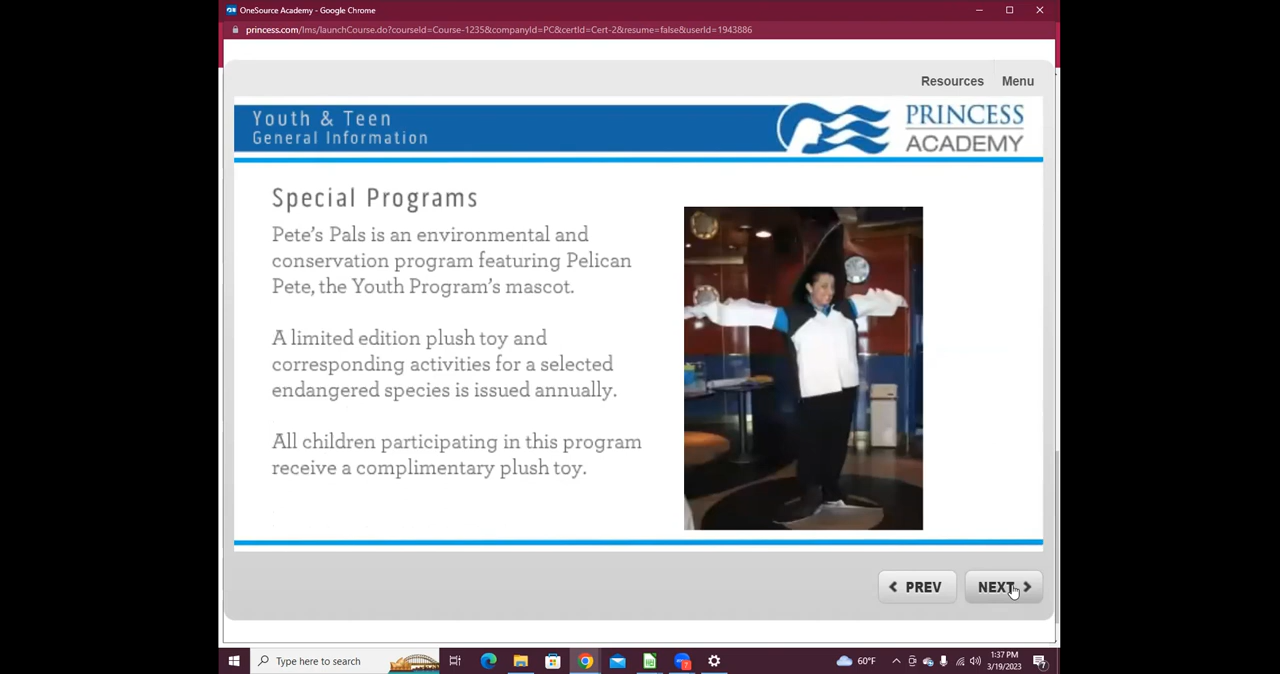 OneSource Academy - Google Chrome
princess.com/lms/launchCourse.do?courseId=Course-1235&companyId=PC&certId=Cert-2&resume=false&userId=1943886
Resources Menu
Youth & Teen
General Information
PRINCESS
ACADEMY
Special Programs
Pete's Pals is an environmental and
conservation program featuring Pelican
Pete, the Youth Program's mascot.
A limited edition plush toy and
corresponding activities for a selected
endangered species is issued annually.
All children participating in this program
receive a complimentary plush toy.
PREV NEXT
Type here to search
60°F
1:37 PM
3/19/2023